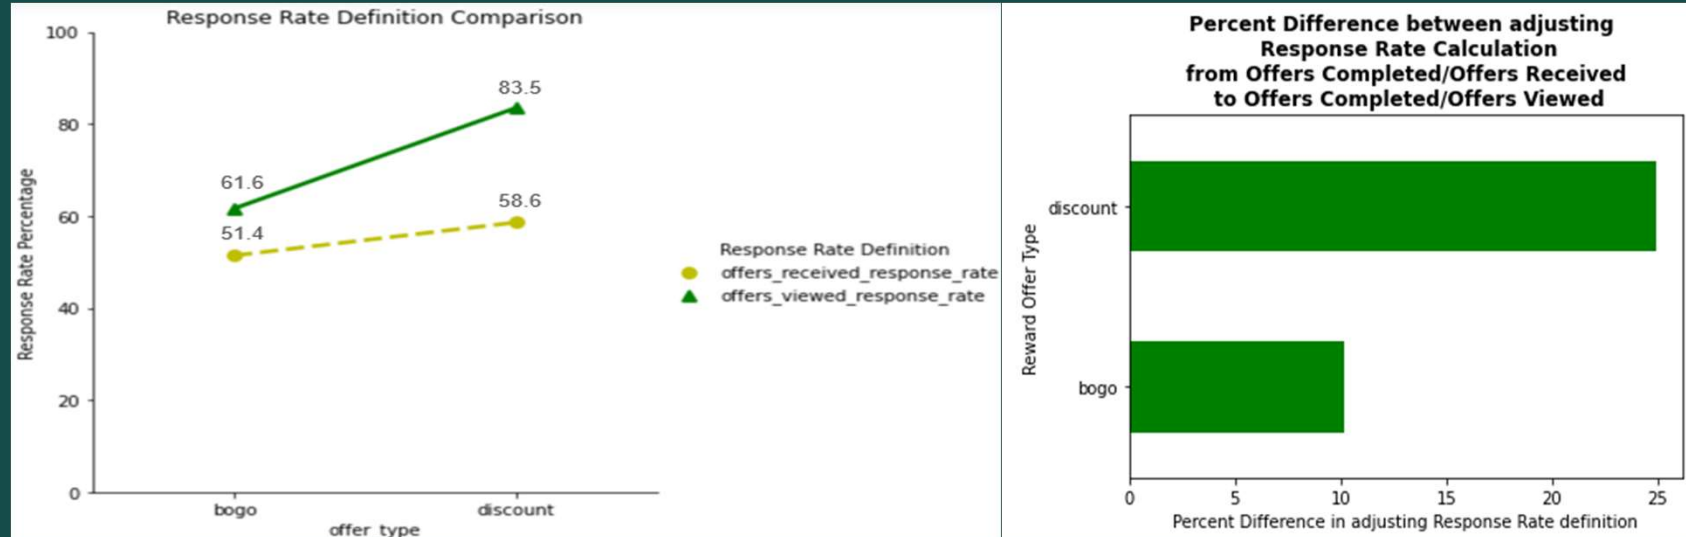 Response Rate Definition Comparison
100
80
60
40
20
0
Response Rate Percentage
83.5
61.6
58.6
51.4
bogo
discount
offer_type
Response Rate Definition
offers_received_response_rate
offers_viewed_response_rate
Percent Difference between adjusting
Response Rate Calculation
from Offers Completed/Offers Received
to Offers Completed/Offers Viewed
Reward Offer Type
discount
bogo
0 5 10 15 20 25
Percent Difference in adjusting Response Rate definition